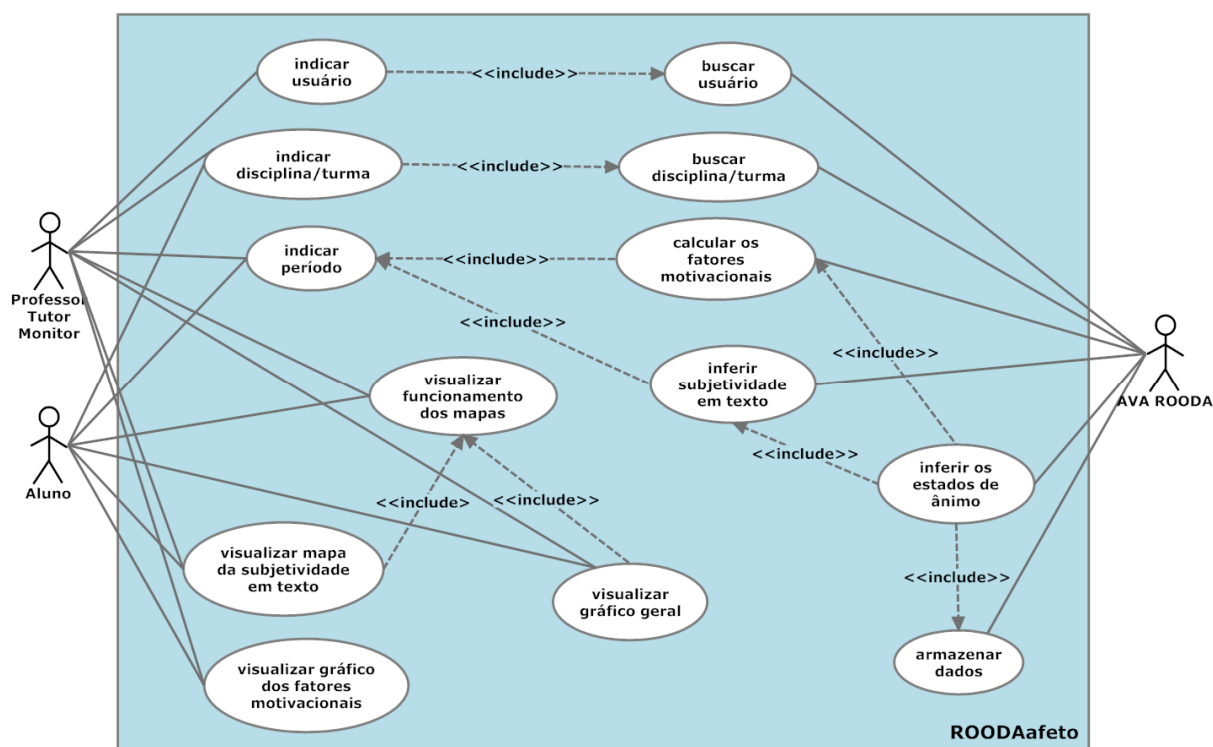 indicar
usuário
<<include>>
buscar
usuário
indicar
disciplina/turma
<<include>>
buscar
disciplina/turma
Professor
Tutor
Monitor
indicar
período
<<include>>
calcular os
fatores
motivacionais
<<include>>
<<include>>
visualizar
funcionamento
dos mapas
inferir
subjetividade
em texto
AVA ROODA
Aluno
<<include>>
inferir os
estados de
ânimo
<<include>
<<include>>
visualizar mapa
da subjetividade
em texto
visualizar
gráfico geral
<<include>>
visualizar gráfico
dos fatores
motivacionais
armazenar
dados
ROODAafeto